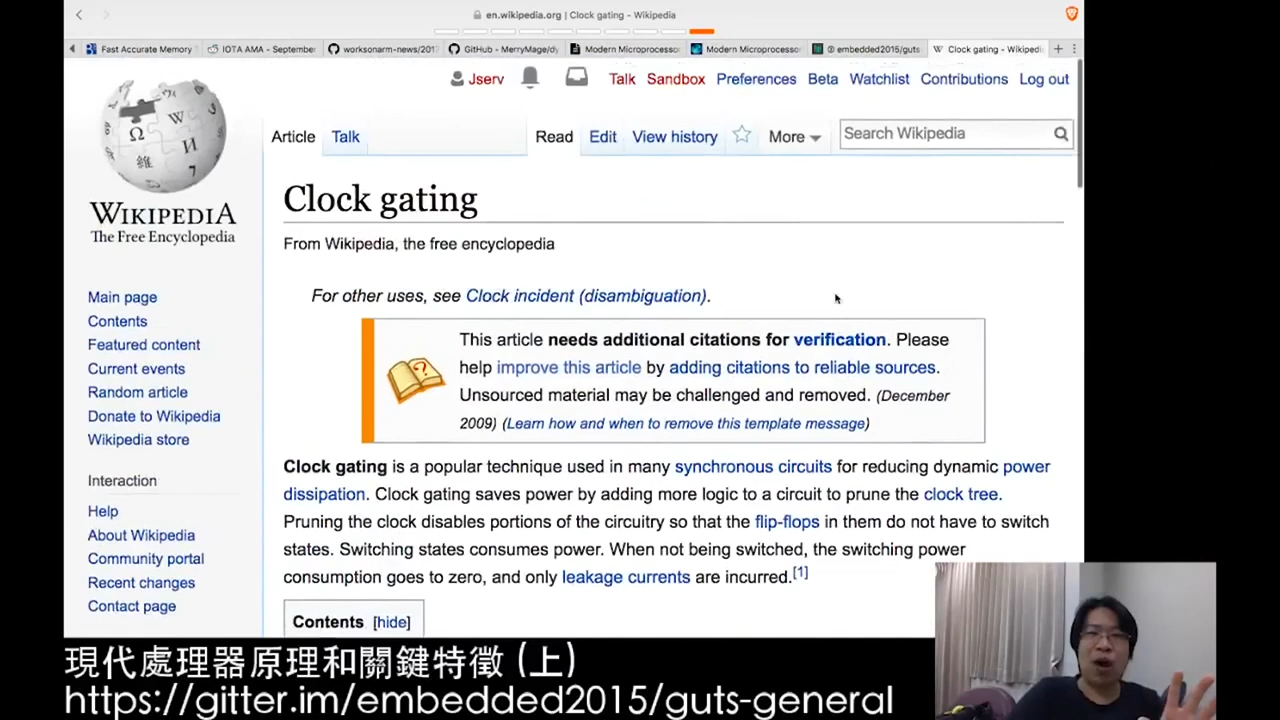 en.wikipedia.org | Clock gating - Wikipedia
Fast Accurate Memory
IOTA AMA - September
worksonarm-news/201
GitHub - MerryMage/dy
Modern Microprocessor
Modern Microprocessor
embedded2015/guts
Clock gating - Wikipedi
Jserv Talk Sandbox Preferences Beta Watchlist Contributions Log out
Article Talk Read Edit View history More Search Wikipedia
WIKIPEDIA
The Free Encyclopedia
Main page
Contents
Featured content
Current events
Random article
Donate to Wikipedia
Wikipedia store
Interaction
Help
About Wikipedia
Community portal
Recent changes
Contact page
Clock gating
From Wikipedia, the free encyclopedia
For other uses, see Clock incident (disambiguation).
This article needs additional citations for verification. Please
help improve this article by adding citations to reliable sources.
Unsourced material may be challenged and removed. (December
2009) (Learn how and when to remove this template message)
Clock gating is a popular technique used in many synchronous circuits for reducing dynamic power
dissipation. Clock gating saves power by adding more logic to a circuit to prune the clock tree.
Pruning the clock disables portions of the circuitry so that the flip-flops in them do not have to switch
states. Switching states consumes power. When not being switched, the switching power
consumption goes to zero, and only leakage currents are incurred.[1]
Contents [hide]
現代處理器原理和關鍵特徵 (上)
https://gitter.im/embedded2015/guts-general